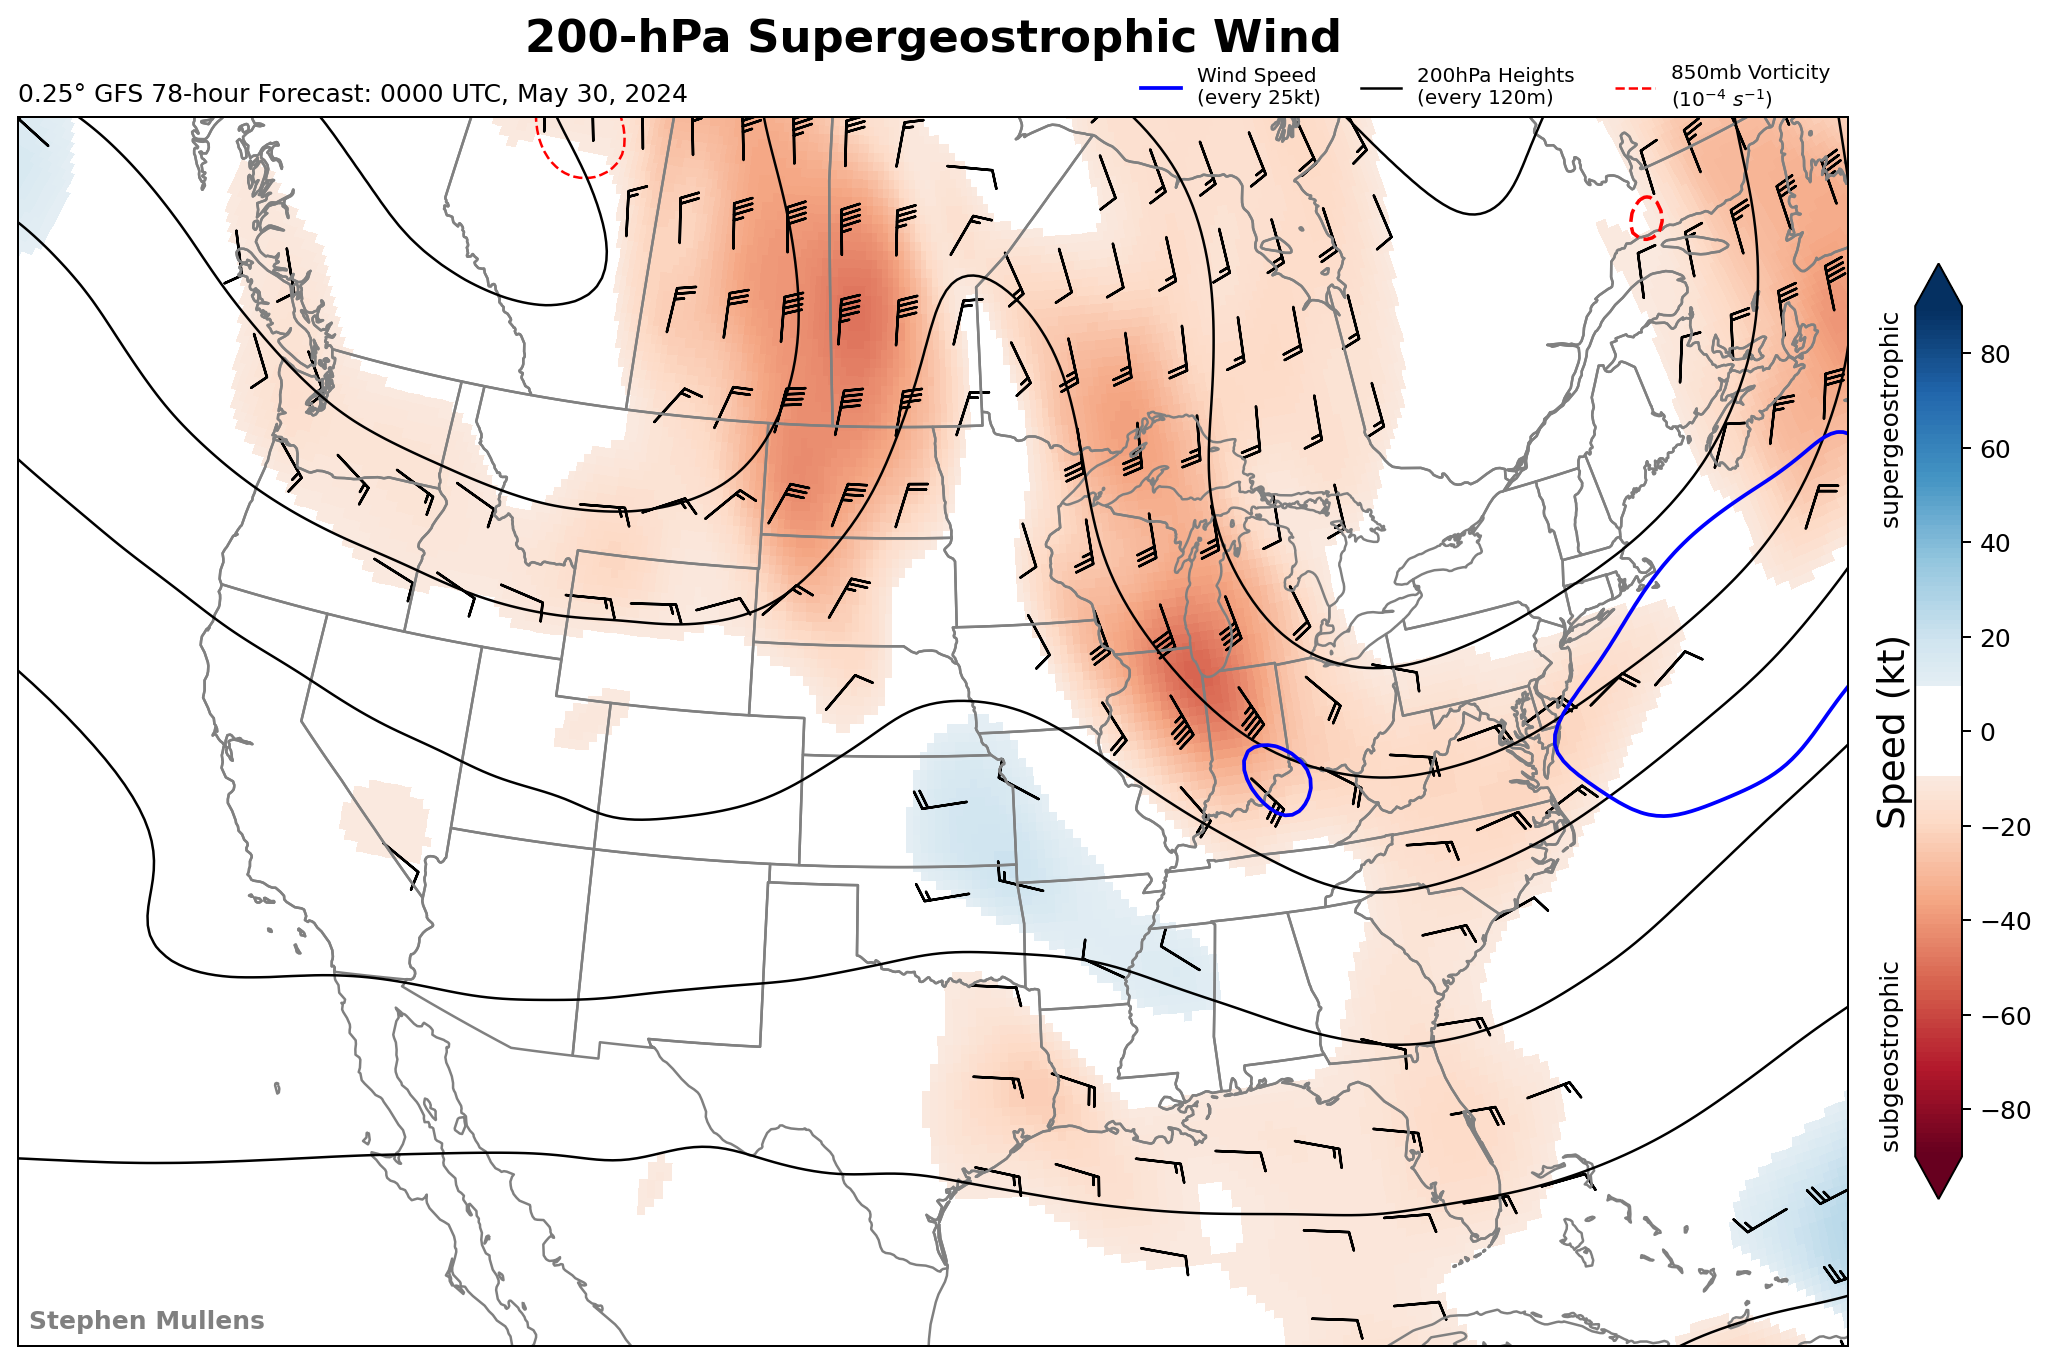 200-hPa Supergeostrophic Wind
0.25° GFS 78-hour Forecast: 0000 UTC, May 30, 2024
Wind Speed
(every 25kt)
200hPa Heights
(every 120m)
850mb Vorticity
(10⁻⁴ s⁻¹)
supergeostrophic
Speed (kt)
subgeostrophic
80
60
40
20
0
−20
−40
−60
−80
Stephen Mullens